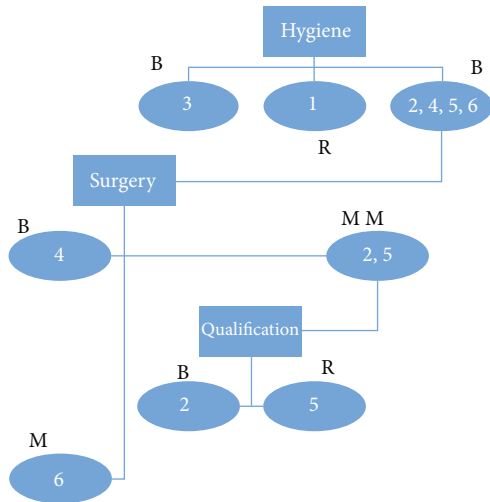 Hygiene
B
B
3
1
2, 4, 5, 6
R
Surgery
B
M M
4
2, 5
Qualification
B
R
2
5
M
6